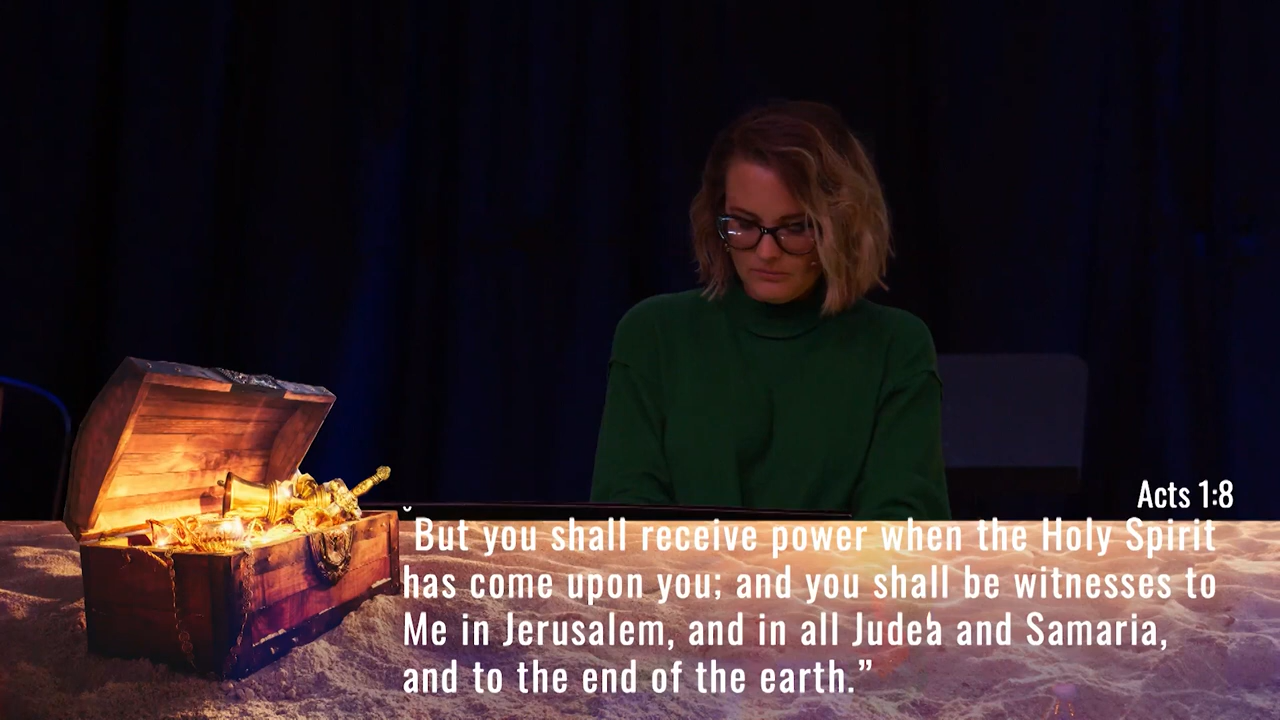 Acts 1:8
But you shall receive power when the Holy Spirit
has come upon you; and you shall be witnesses to
Me in Jerusalem, and in all Judea and Samaria,
and to the end of the earth.”